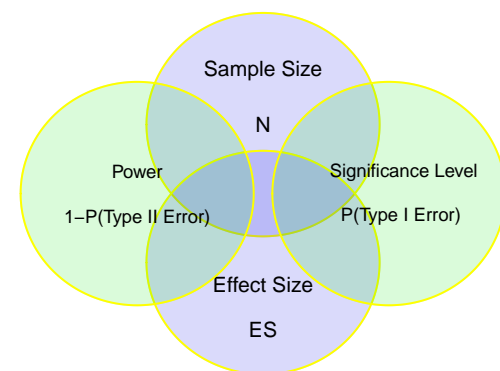 Sample Size
N
Power
1−P(Type II Error)
Significance Level
P(Type I Error)
Effect Size
ES